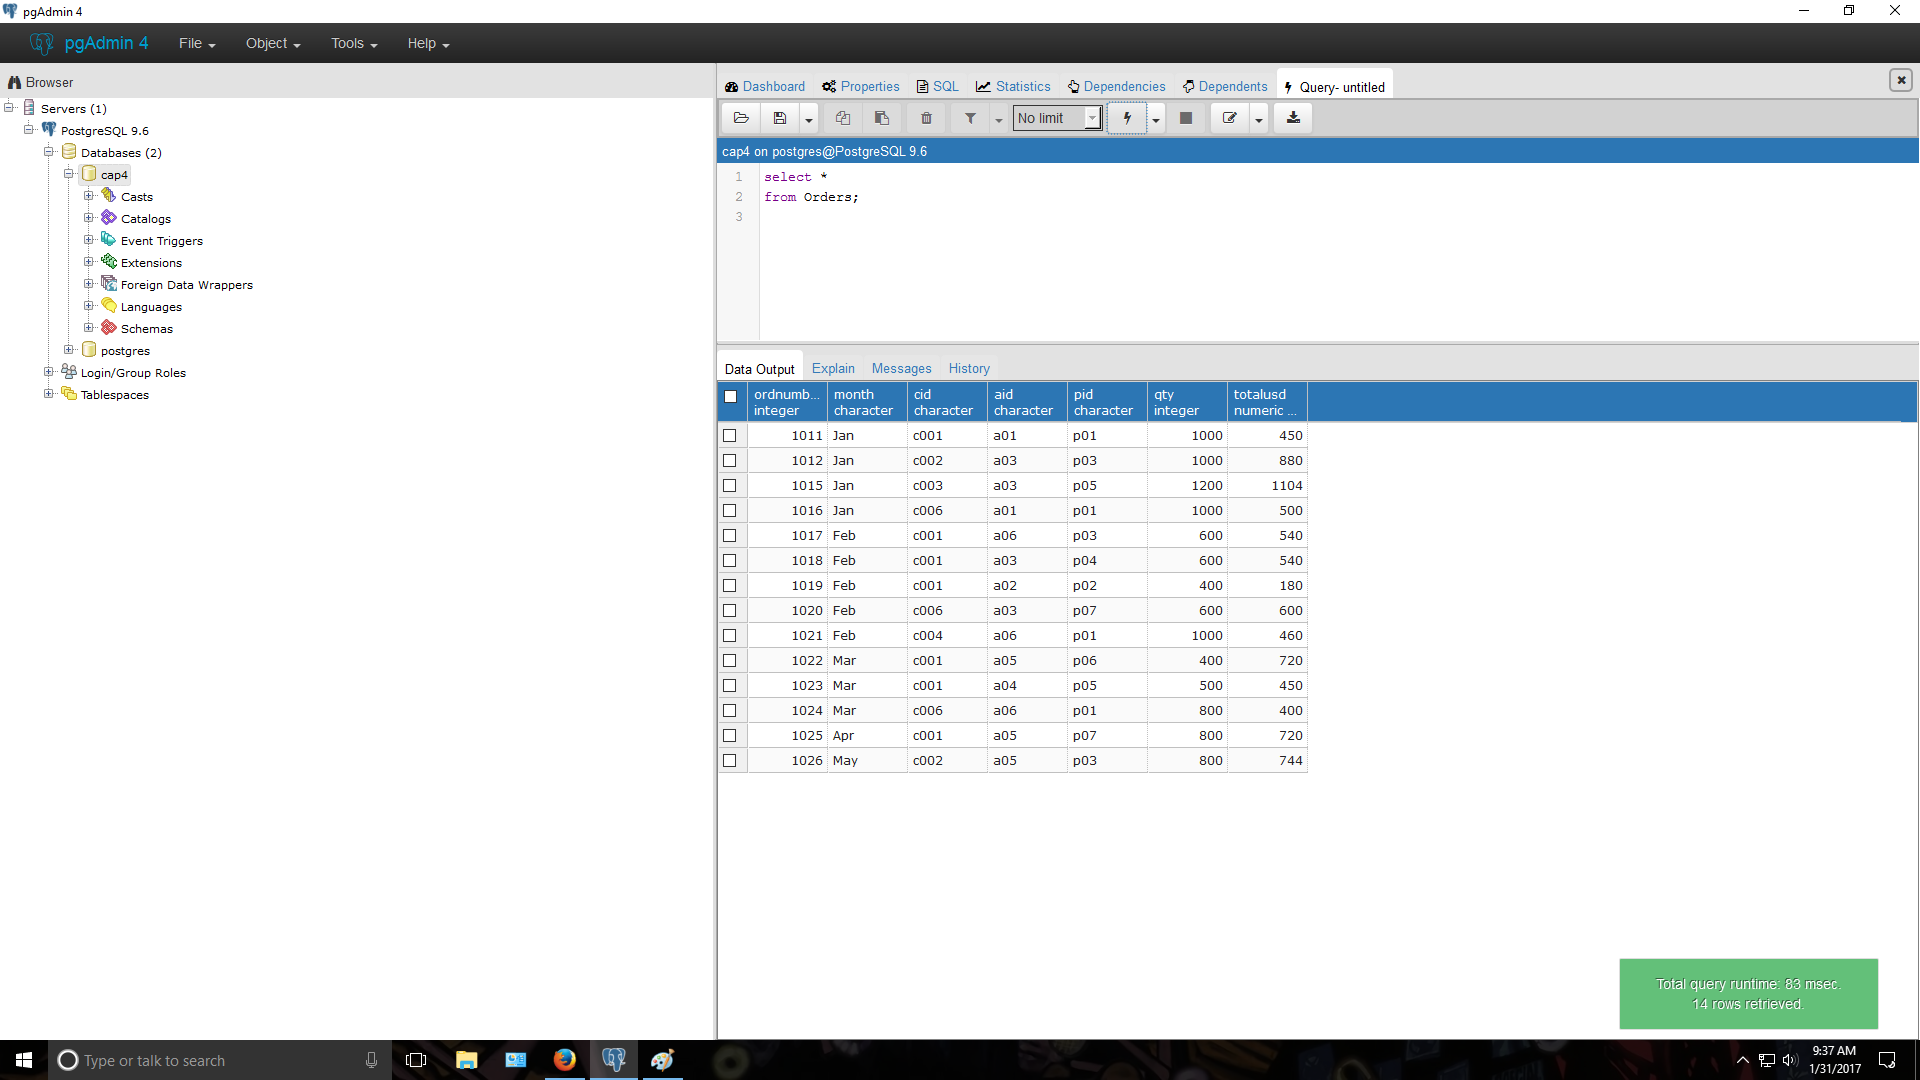 pgAdmin 4
pgAdmin 4 File Object Tools Help
Browser
Servers (1)
PostgreSQL 9.6
Databases (2)
cap4
Casts
Catalogs
Event Triggers
Extensions
Foreign Data Wrappers
Languages
Schemas
postgres
Login/Group Roles
Tablespaces
Dashboard Properties SQL Statistics Dependencies Dependents Query- untitled
No limit
cap4 on postgres@PostgreSQL 9.6
1 select *
2 from Orders;
3
Data Output Explain Messages History
ordnumb... month cid aid pid qty totalusd
integer character character character character integer numeric ...
1011 Jan c001 a01 p01 1000 450
1012 Jan c002 a03 p03 1000 880
1015 Jan c003 a03 p05 1200 1104
1016 Jan c006 a01 p01 1000 500
1017 Feb c001 a06 p03 600 540
1018 Feb c001 a03 p04 600 540
1019 Feb c001 a02 p02 400 180
1020 Feb c006 a03 p07 600 600
1021 Feb c004 a06 p01 1000 460
1022 Mar c001 a05 p06 400 720
1023 Mar c001 a04 p05 500 450
1024 Mar c006 a06 p01 800 400
1025 Apr c001 a05 p07 800 720
1026 May c002 a05 p03 800 744
Total query runtime: 83 msec.
14 rows retrieved.
Type or talk to search
9:37 AM
1/31/2017